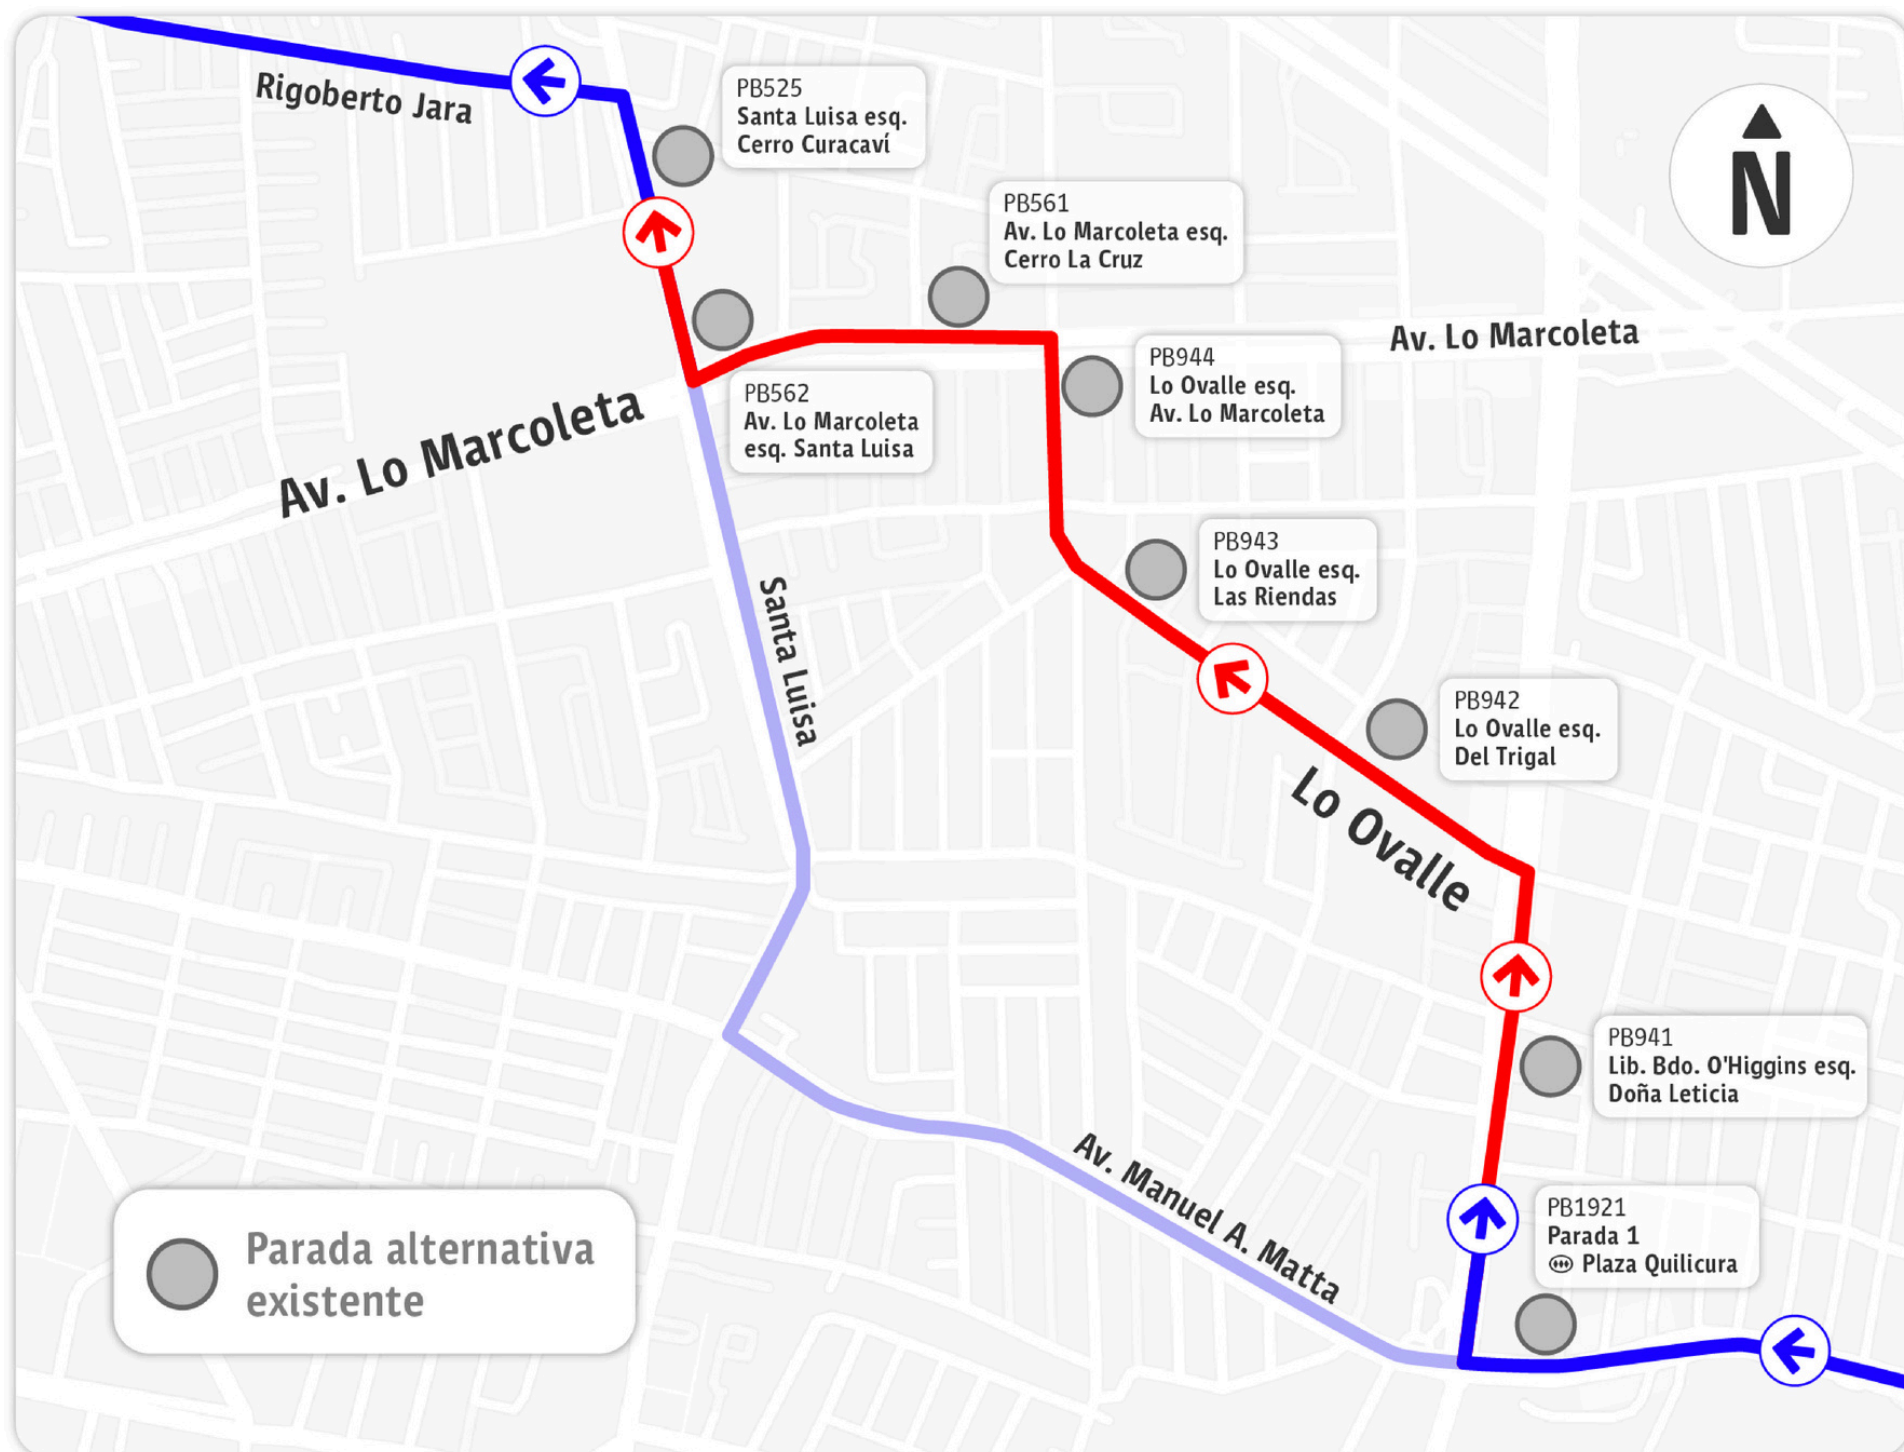 Rigoberto Jara
PB525
Santa Luisa esq.
Cerro Curacaví
PB561
Av. Lo Marcoleta esq.
Cerro La Cruz
N
Av. Lo Marcoleta
PB944
Lo Ovalle esq.
Av. Lo Marcoleta
PB562
Av. Lo Marcoleta
esq. Santa Luisa
Av. Lo Marcoleta
PB943
Lo Ovalle esq.
Las Riendas
Santa Luisa
PB942
Lo Ovalle esq.
Del Trigal
Lo Ovalle
PB941
Lib. Bdo. O'Higgins esq.
Doña Leticia
Av. Manuel A. Matta
PB1921
Parada 1
Plaza Quilicura
Parada alternativa
existente